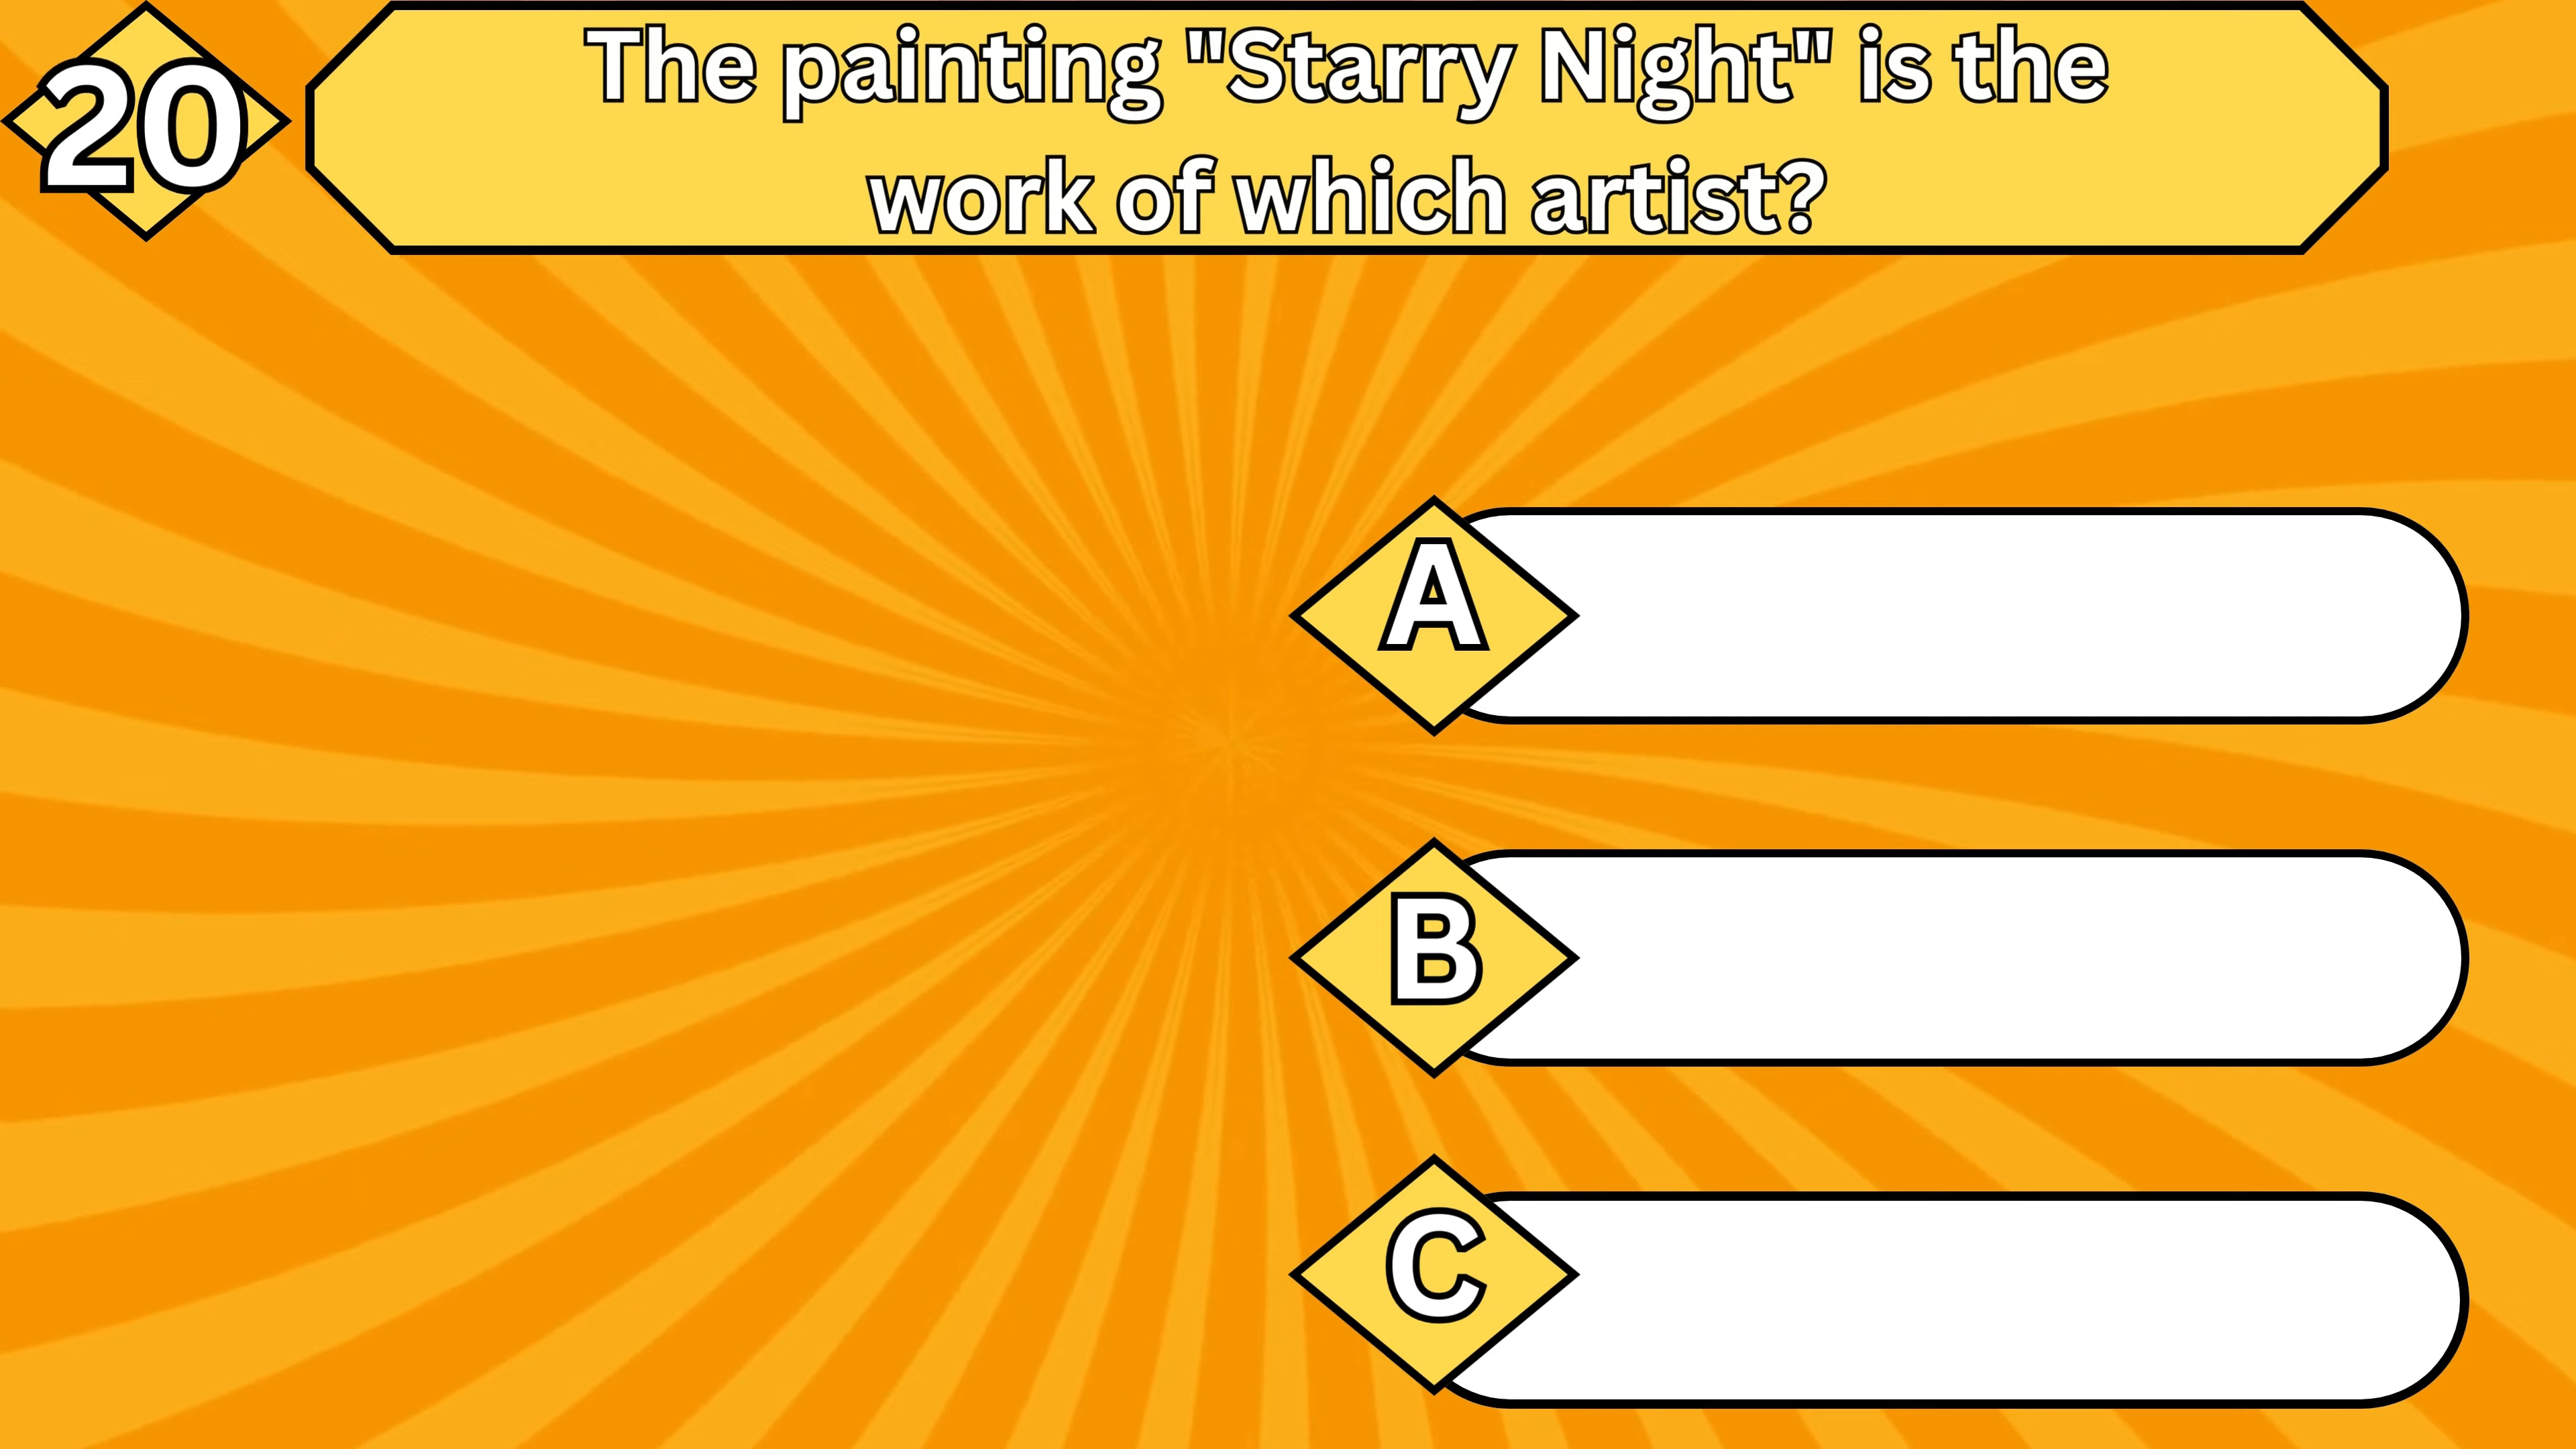 20
The painting "Starry Night" is the
work of which artist?
A
B
C